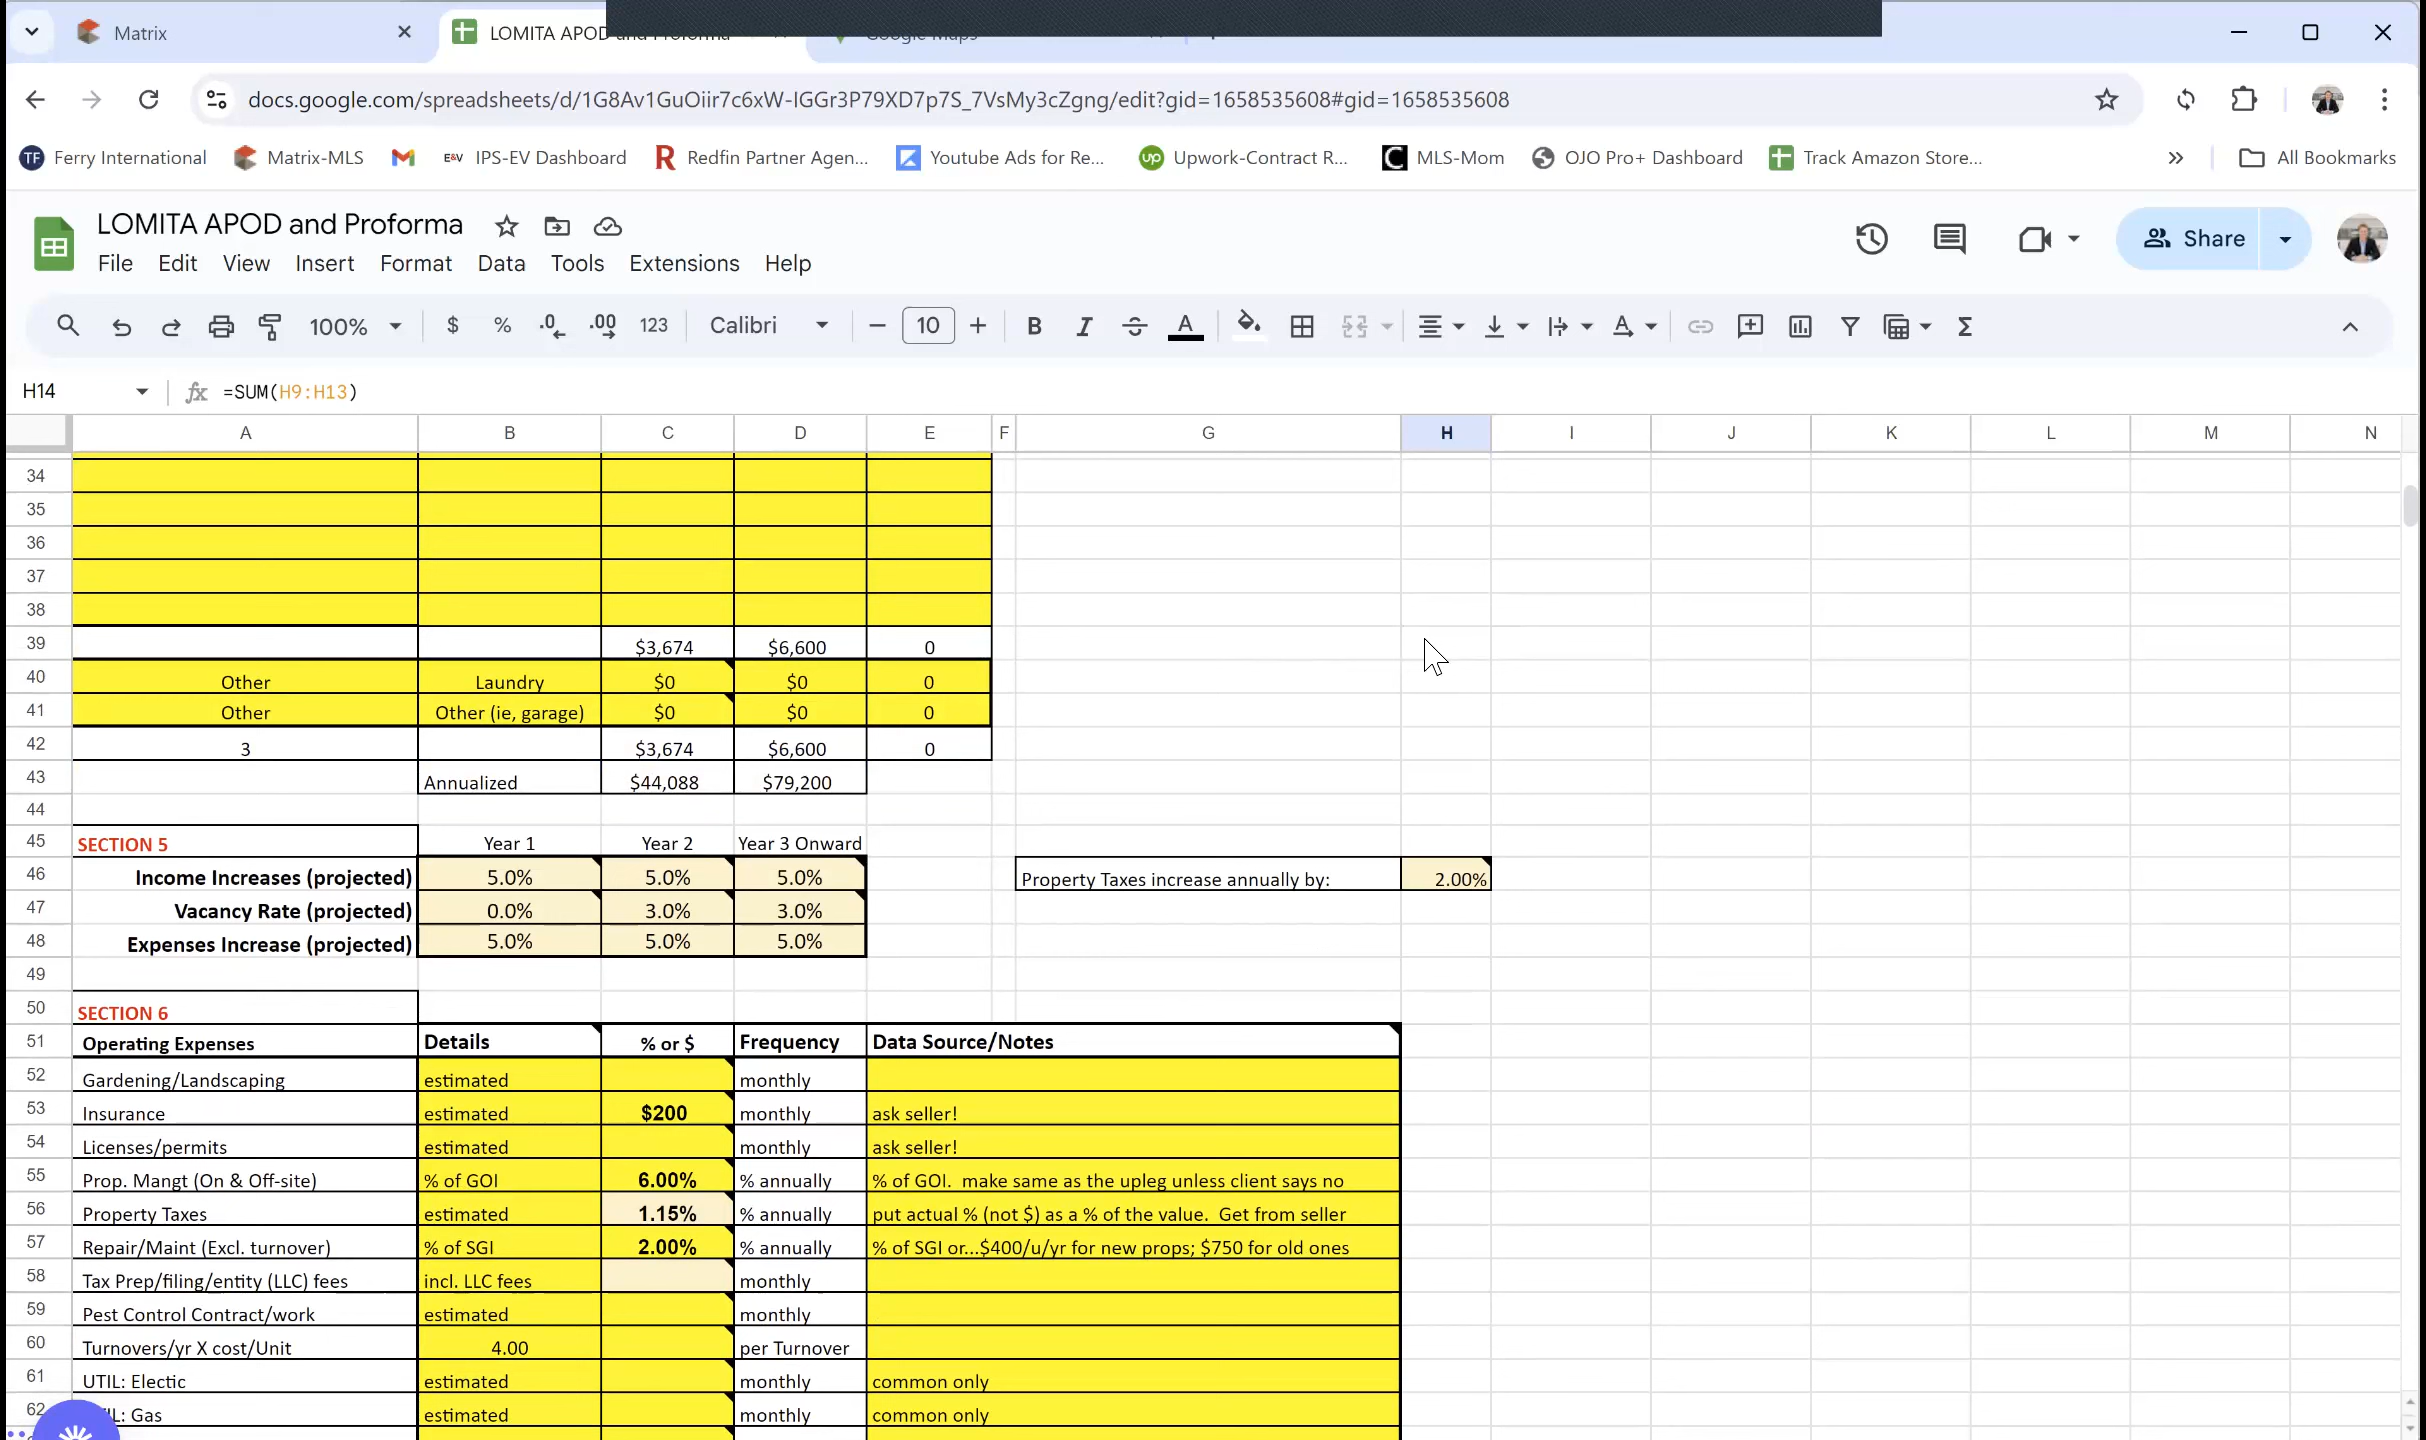 Matrix
LOMITA APOD and Proforma
Google Maps
docs.google.com/spreadsheets/d/1G8Av1GuOiir7c6xW-IGGr3P79XD7p7S_7VsMy3cZgng/edit?gid=1658535608#gid=1658535608
Ferry International Matrix-MLS IPS-EV Dashboard Redfin Partner Agen... Youtube Ads for Re... Upwork-Contract R... MLS-Mom OJO Pro+ Dashboard Track Amazon Store... » All Bookmarks
LOMITA APOD and Proforma
File Edit View Insert Format Data Tools Extensions Help
Share
100% $ % .0 .00 123 Calibri 10 B I A Σ
H14 fx =SUM(H9:H13)
A B C D E F G H I J K L M N
34
35
36
37
38
39 $3,674 $6,600 0
40 Other Laundry $0 $0 0
41 Other Other (ie, garage) $0 $0 0
42 3 $3,674 $6,600 0
43 Annualized $44,088 $79,200
44
45 SECTION 5 Year 1 Year 2 Year 3 Onward
46 Income Increases (projected) 5.0% 5.0% 5.0% Property Taxes increase annually by: 2.00%
47 Vacancy Rate (projected) 0.0% 3.0% 3.0%
48 Expenses Increase (projected) 5.0% 5.0% 5.0%
49
50 SECTION 6
51 Operating Expenses Details % or $ Frequency Data Source/Notes
52 Gardening/Landscaping estimated monthly
53 Insurance estimated $200 monthly ask seller!
54 Licenses/permits estimated monthly ask seller!
55 Prop. Mangt (On & Off-site) % of GOI 6.00% % annually % of GOI. make same as the upleg unless client says no
56 Property Taxes estimated 1.15% % annually put actual % (not $) as a % of the value. Get from seller
57 Repair/Maint (Excl. turnover) % of SGI 2.00% % annually % of SGI or...$400/u/yr for new props; $750 for old ones
58 Tax Prep/filing/entity (LLC) fees incl. LLC fees monthly
59 Pest Control Contract/work estimated monthly
60 Turnovers/yr X cost/Unit 4.00 per Turnover
61 UTIL: Electic estimated monthly common only
62 IL: Gas estimated monthly common only